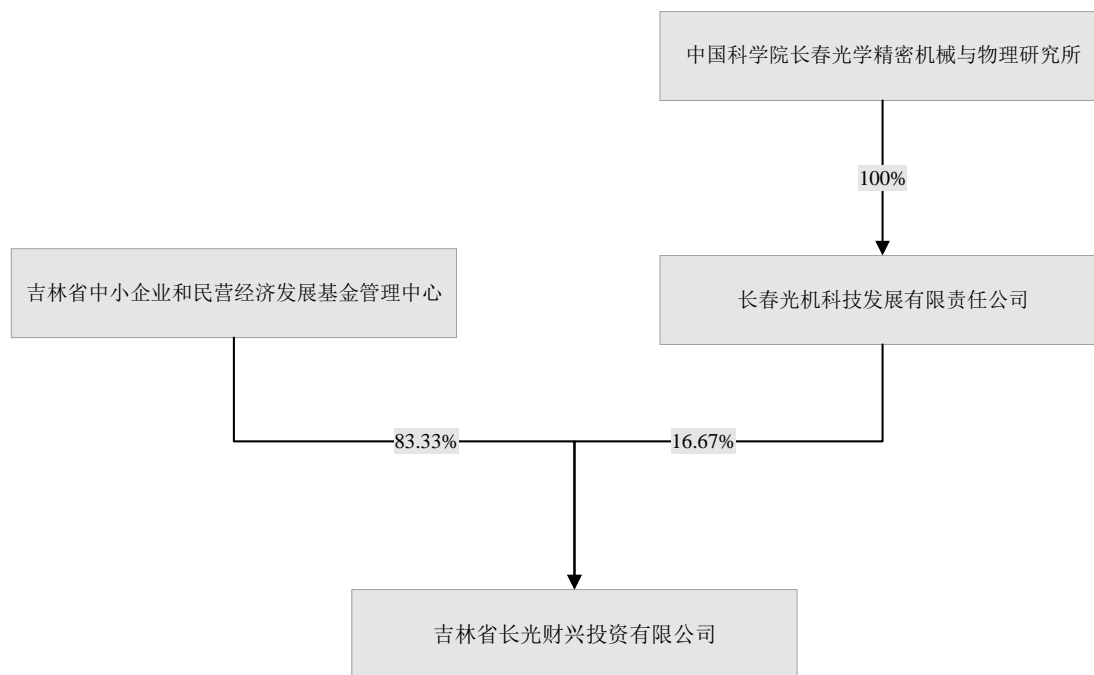 中国科学院长春光学精密机械与物理研究所
100%
吉林省中小企业和民营经济发展基金管理中心
长春光机科技发展有限责任公司
83.33%
16.67%
吉林省长光财兴投资有限公司